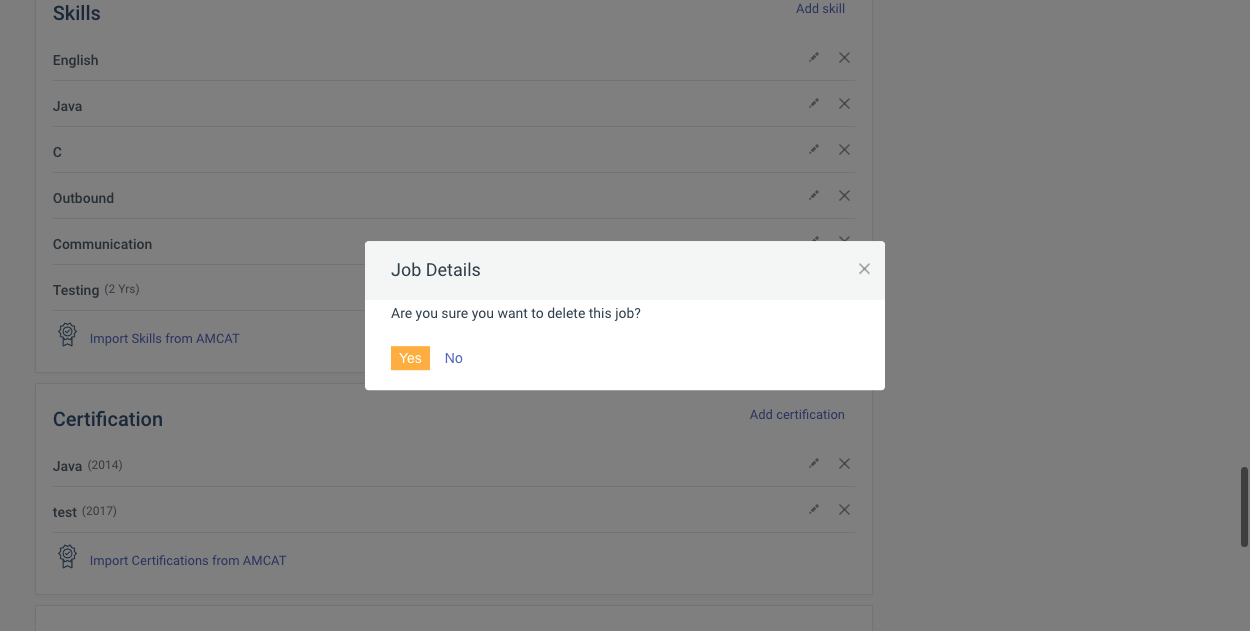 Skills
Add skill
English
Java
C
Outbound
Communication
Testing (2 Yrs)
Import Skills from AMCAT
Job Details
Are you sure you want to delete this job?
Yes No
Certification
Add certification
Java (2014)
test (2017)
Import Certifications from AMCAT